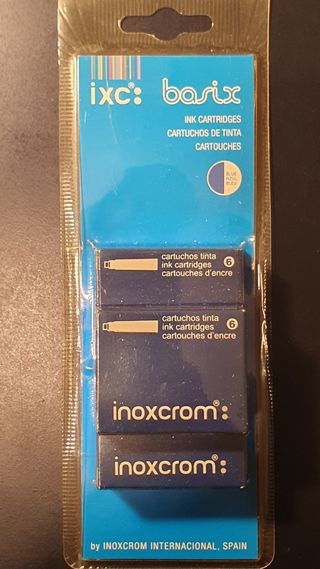 ixc®: basix
INK CARTRIDGES
CARTUCHOS DE TINTA
CARTOUCHES
BLUE
AZUL
BLEU
cartuchos tinta
ink cartridges 6
cartouches d'encre
cartuchos tinta
ink cartridges 6
cartouches d'encre
inoxcrom®:
inoxcrom®:
by INOXCROM INTERNACIONAL, SPAIN